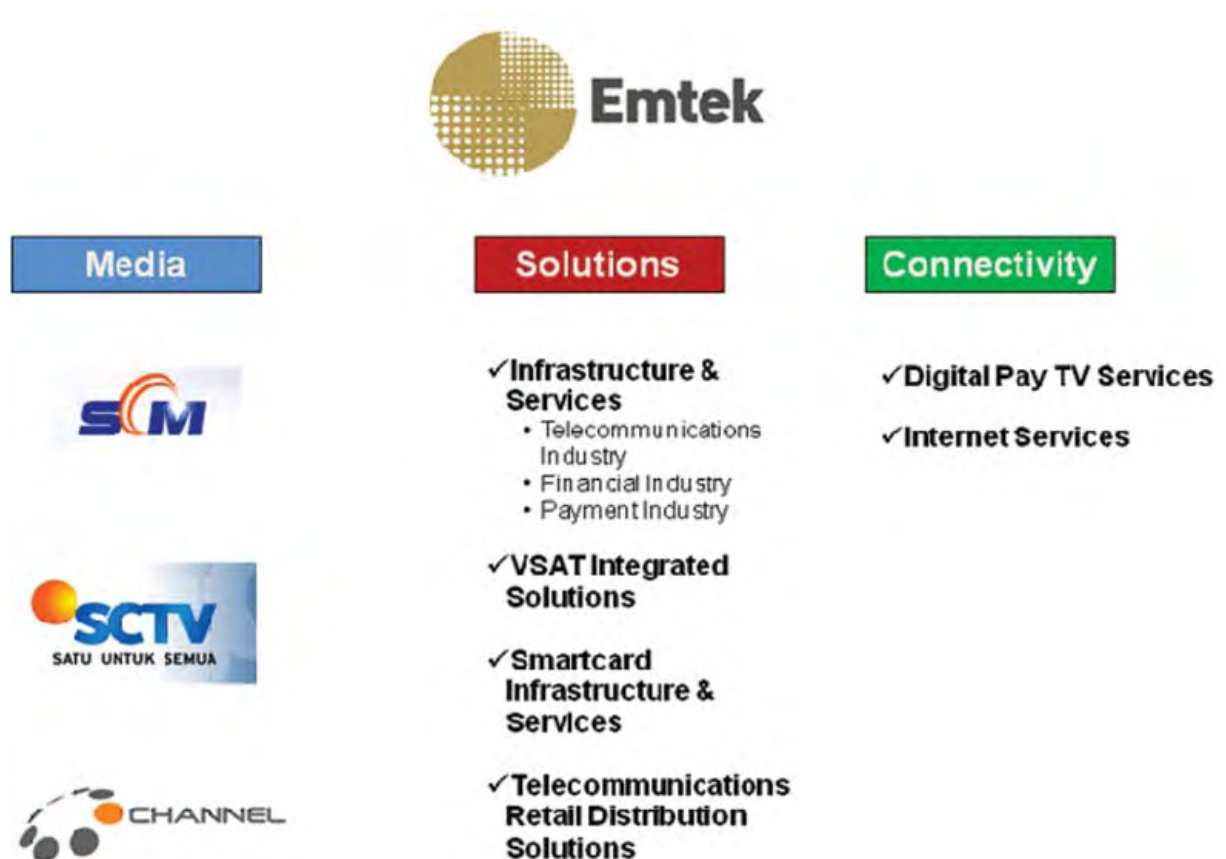 Emtek
Media
SCM
SCTV
SATU UNTUK SEMUA
CHANNEL
Solutions
✓Infrastructure &
Services
• Telecommunications
Industry
• Financial Industry
• Payment Industry
✓VSAT Integrated
Solutions
✓Smartcard
Infrastructure &
Services
✓Telecommunications
Retail Distribution
Solutions
Connectivity
✓Digital Pay TV Services
✓Internet Services